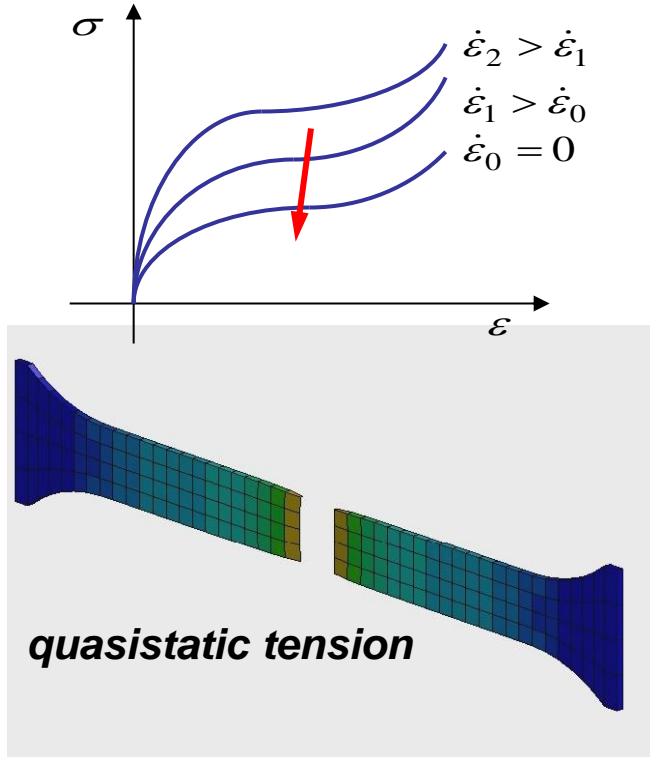 σ
ε̇₂ > ε̇₁
ε̇₁ > ε̇₀
ε̇₀ = 0
ε
quasistatic tension